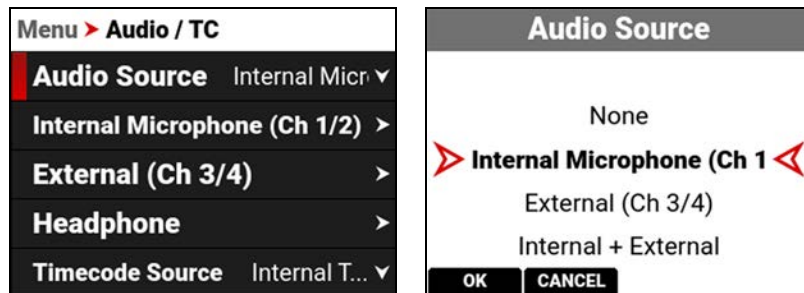 Menu ➤ Audio / TC
Audio Source Internal Micr
Internal Microphone (Ch 1/2)
External (Ch 3/4)
Headphone
Timecode Source Internal T...
Audio Source
None
Internal Microphone (Ch 1
External (Ch 3/4)
Internal + External
OK CANCEL